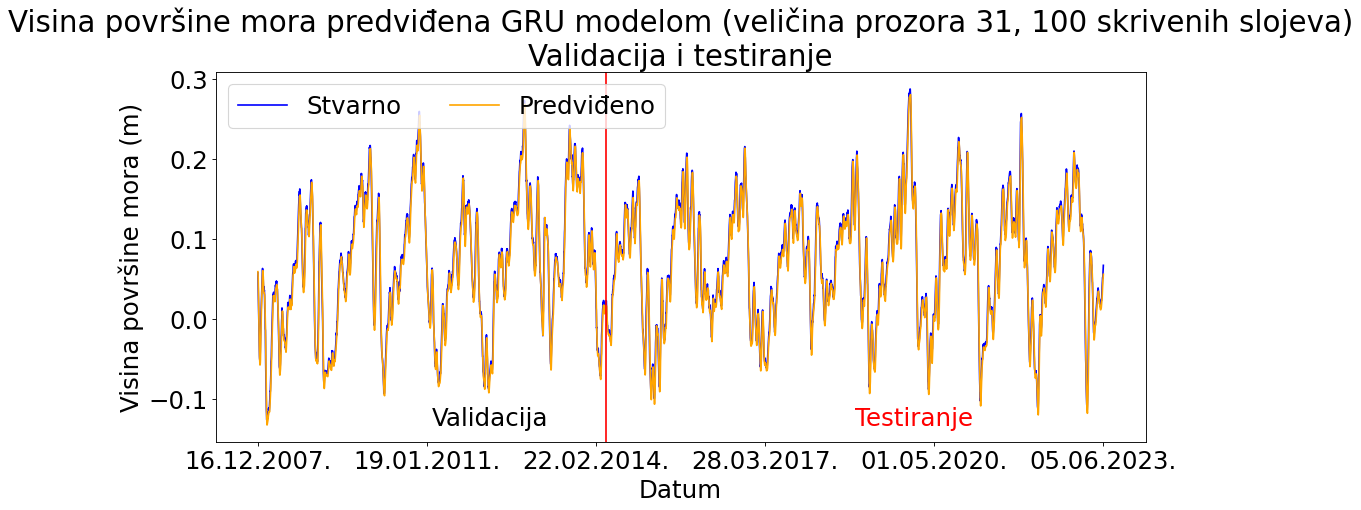 Visina površine mora predviđena GRU modelom (veličina prozora 31, 100 skrivenih slojeva)
Validacija i testiranje
Stvarno
Predviđeno
Visina površine mora (m)
0.3
0.2
0.1
0.0
−0.1
Validacija
Testiranje
16.12.2007.
19.01.2011.
22.02.2014.
28.03.2017.
01.05.2020.
05.06.2023.
Datum